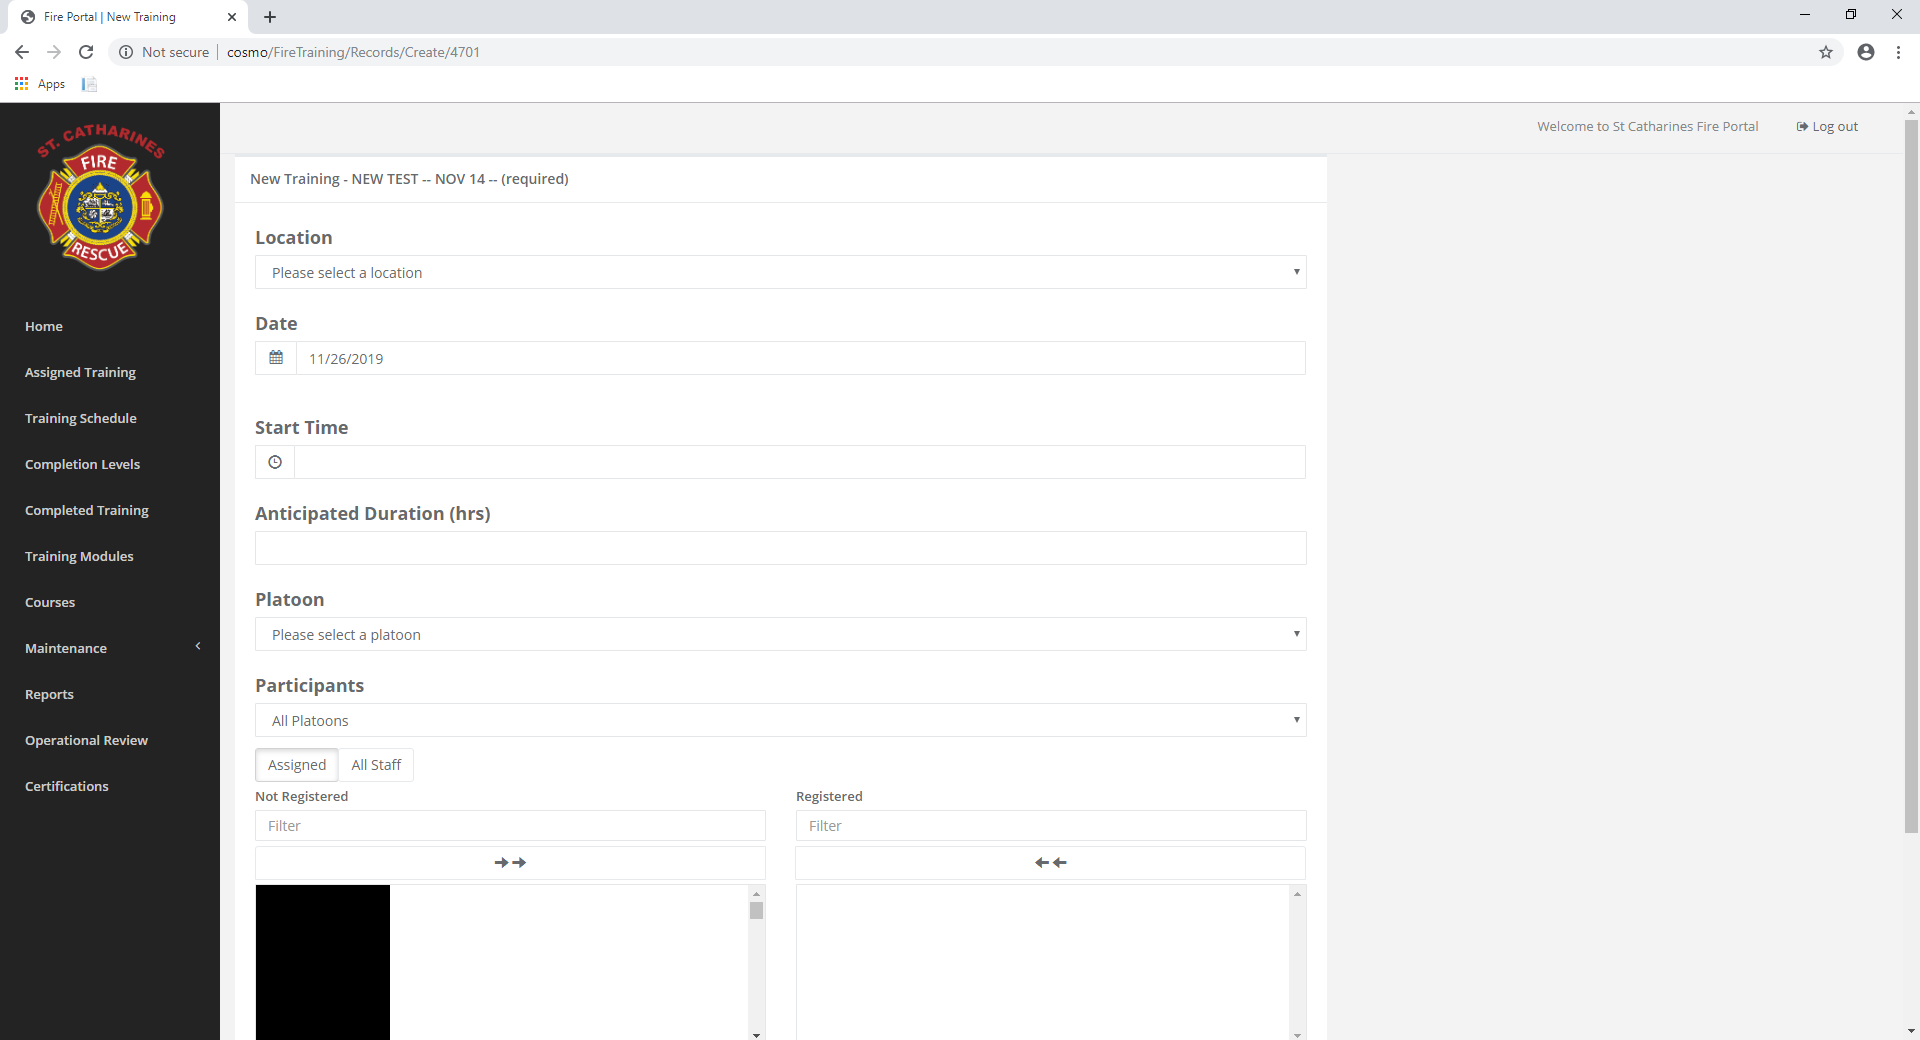 Fire Portal | New Training
Not secure
cosmo/FireTraining/Records/Create/4701
Apps
ST. CATHARINES
FIRE
RESCUE
Welcome to St Catharines Fire Portal
Log out
Home
Assigned Training
Training Schedule
Completion Levels
Completed Training
Training Modules
Courses
Maintenance
Reports
Operational Review
Certifications
New Training - NEW TEST -- NOV 14 -- (required)
Location
Please select a location
Date
11/26/2019
Start Time
Anticipated Duration (hrs)
Platoon
Please select a platoon
Participants
All Platoons
Assigned All Staff
Not Registered Registered
Filter Filter